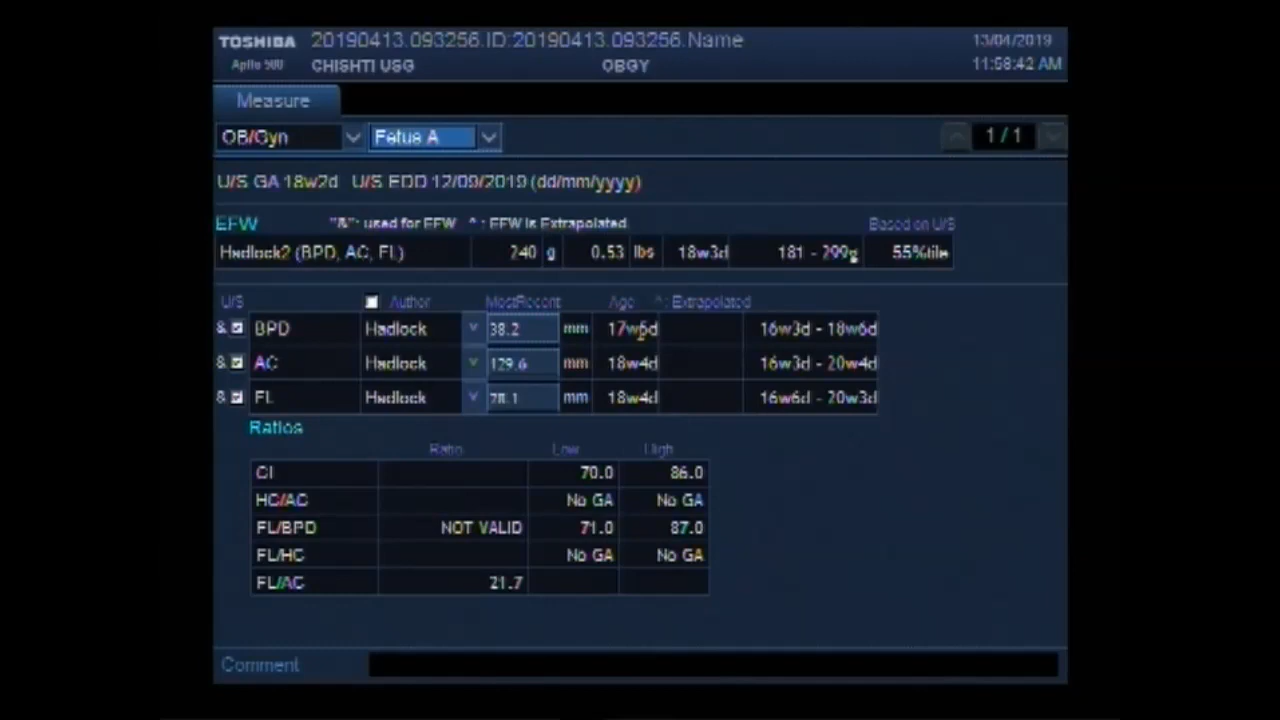 TOSHIBA 20190413.093256.ID:20190413.093256.Name 13/04/2019
Aplio 500 CHISHTI USG OBGY 11:58:42 AM
Measure
OB/Gyn Fetus A 1 / 1
U/S GA 18w2d U/S EDD 12/09/2019 (dd/mm/yyyy)
EFW "&": used for EFW ^ : EFW is Extrapolated Based on U/S
Hadlock2 (BPD, AC, FL) 240 g 0.53 lbs 18w3d 181 - 299g 55%tile
U/S Author MostRecent Age ^ : Extrapolated
& BPD Hadlock 38.2 mm 16w3d - 18w6d
& AC Hadlock 129.6 mm 18w4d 16w3d - 20w4d
& FL Hadlock mm 18w4d 16w6d - 20w3d
Ratios
Ratio Low High
CI 70.0 86.0
HC/AC No GA No GA
FL/BPD NOT VALID 71.0 87.0
FL/HC No GA No GA
FL/AC 21.7
Comment